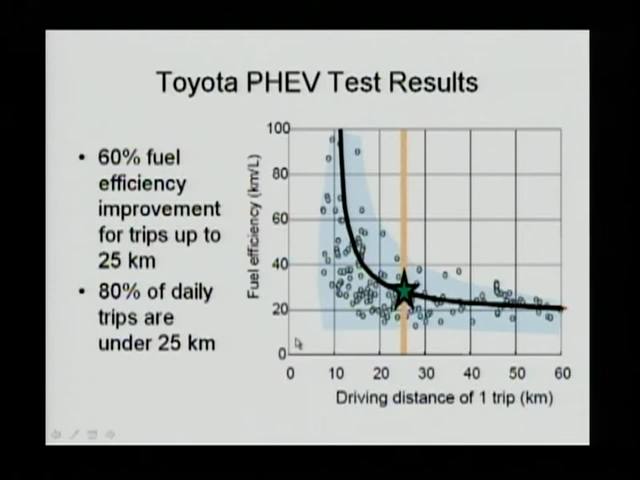 Toyota PHEV Test Results
• 60% fuel
efficiency
improvement
for trips up to
25 km
• 80% of daily
trips are
under 25 km
Fuel efficiency (km/L)
100
80
60
40
20
0
0 10 20 30 40 50 60
Driving distance of 1 trip (km)